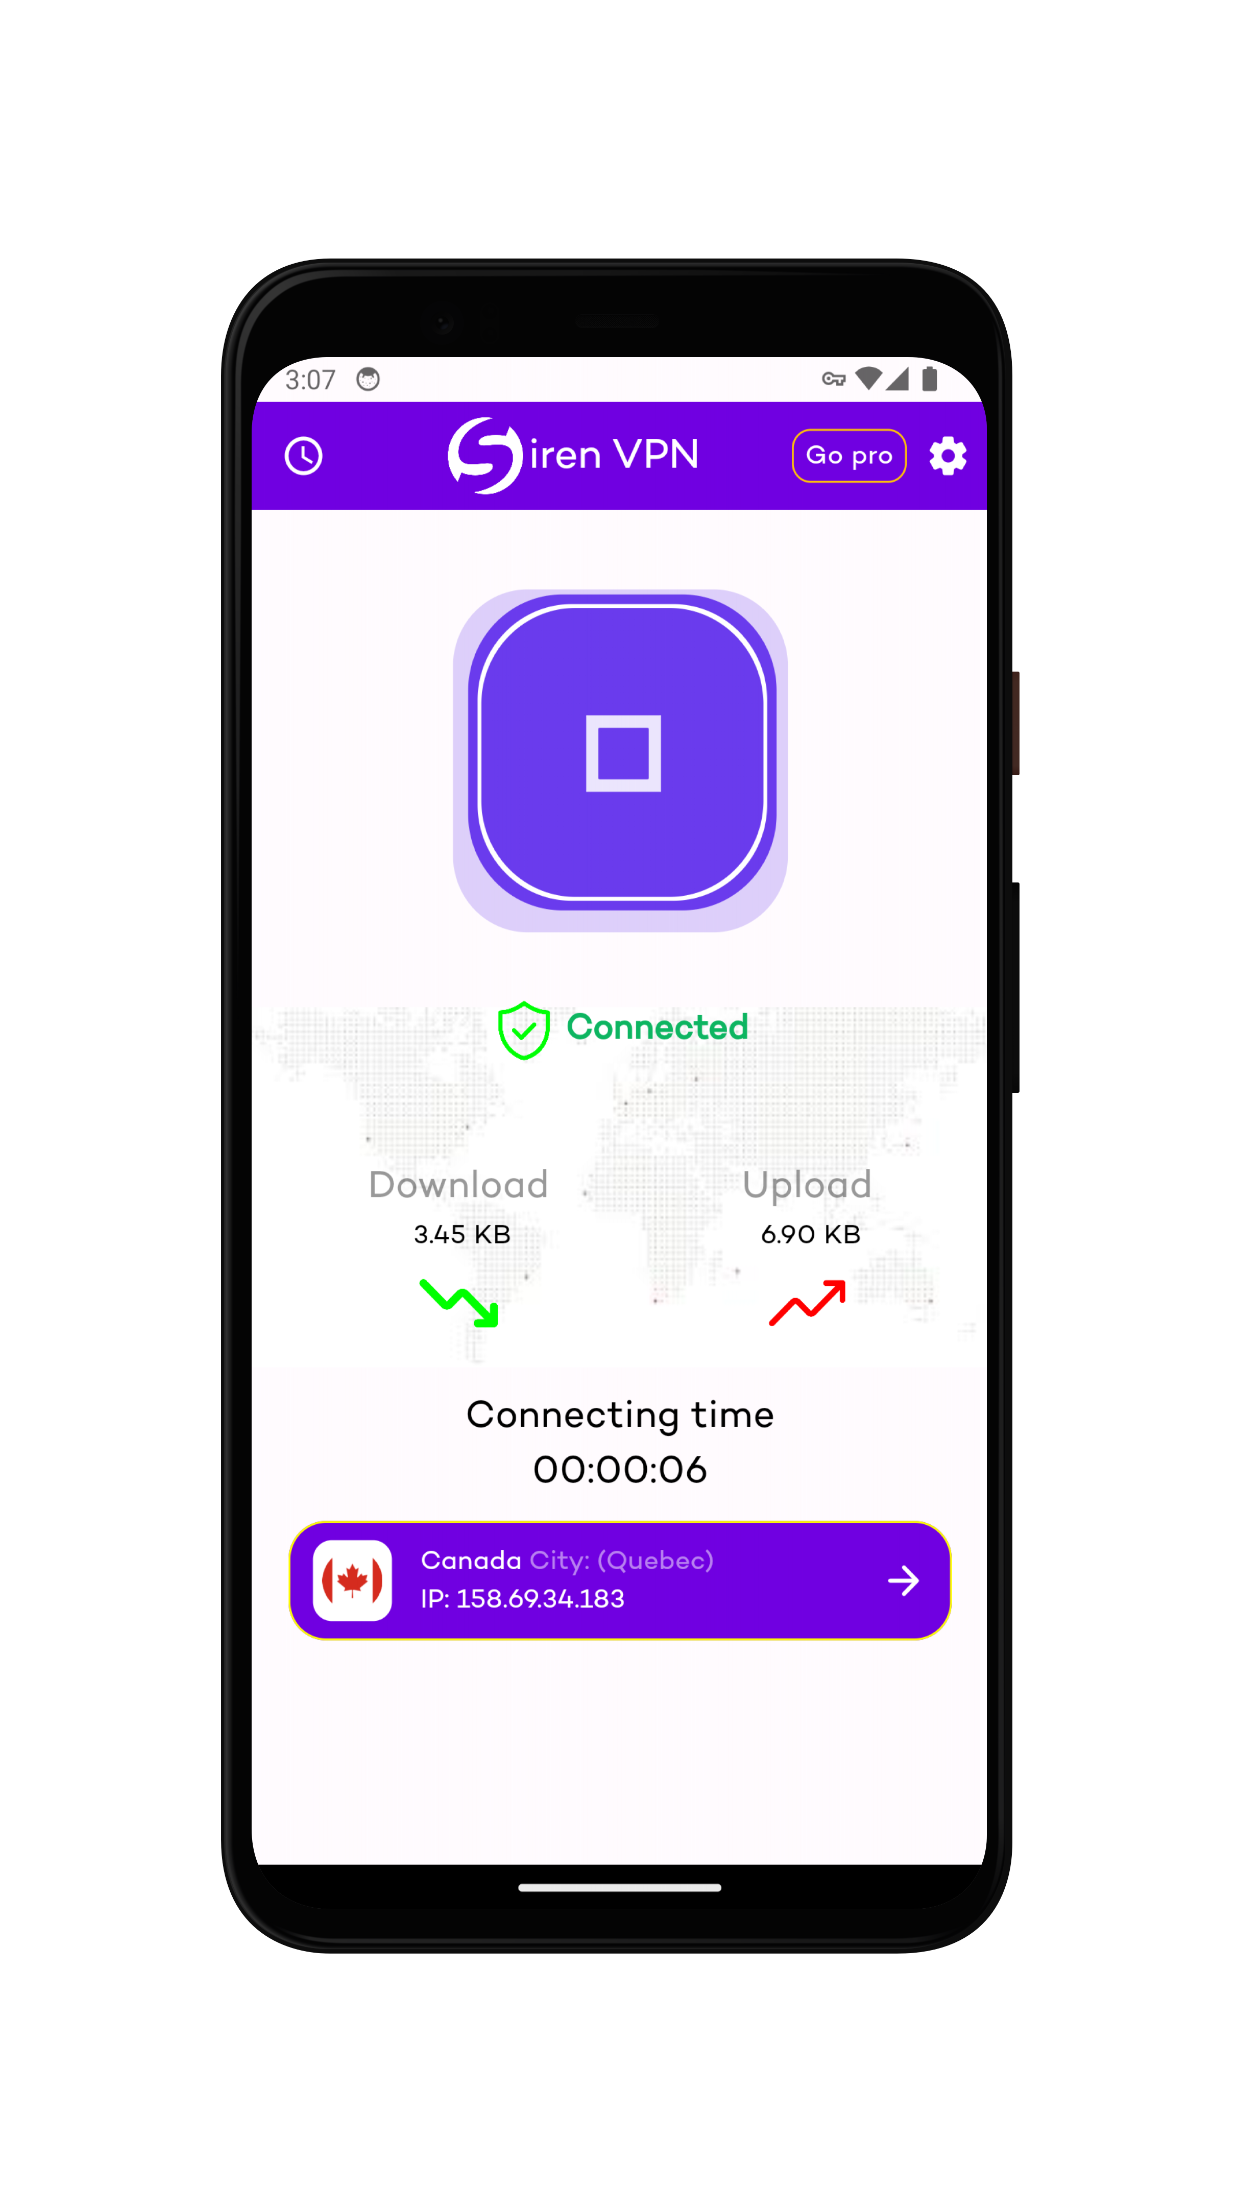 3:07
Siren VPN
Go pro
Connected
Download
Upload
3.45 KB
6.90 KB
Connecting time
00:00:06
Canada City: (Quebec)
IP: 158.69.34.183